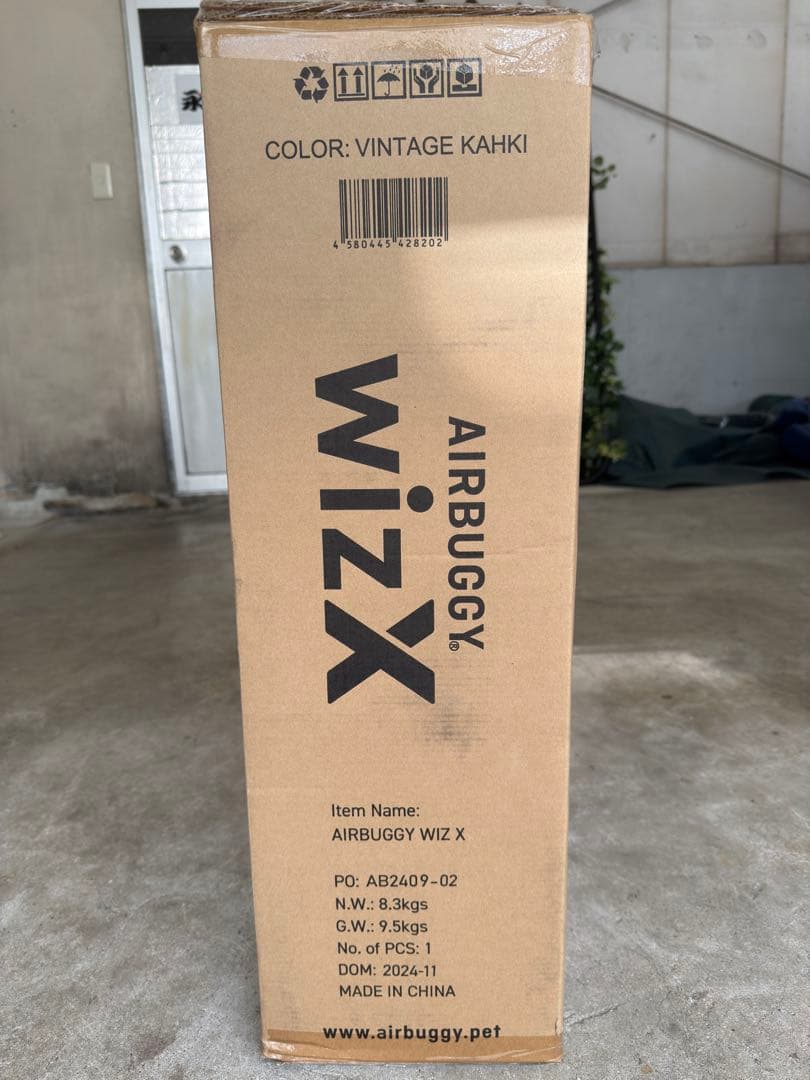 永
COLOR: VINTAGE KAHKI
4 580445 428202
AIRBUGGY®
wizX
Item Name:
AIRBUGGY WIZ X
PO: AB2409-02
N.W.: 8.3kgs
G.W.: 9.5kgs
No. of PCS: 1
DOM: 2024-11
MADE IN CHINA
www.airbuggy.pet